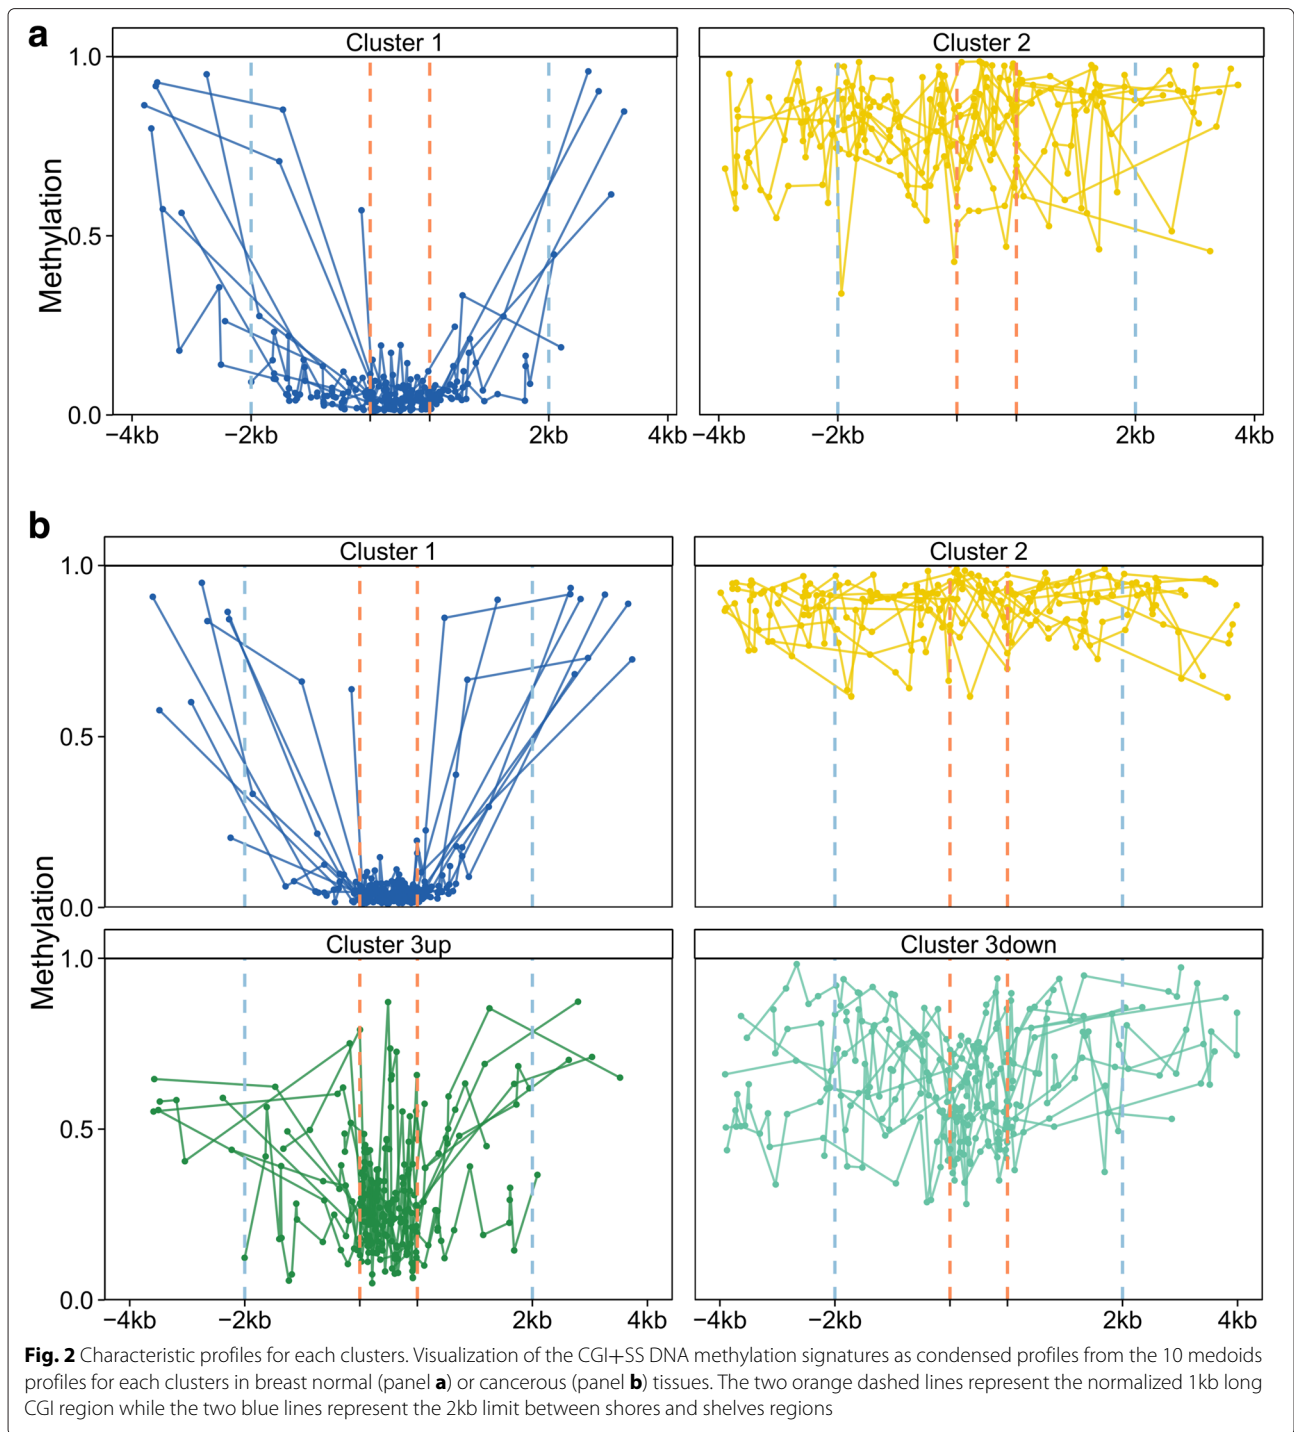 a
Cluster 1
Cluster 2
Methylation
1.0
0.5
0.0
−4kb −2kb 2kb 4kb −4kb −2kb 2kb 4kb
b
Cluster 1
Cluster 2
1.0
0.5
0.0
Methylation
Cluster 3up
Cluster 3down
1.0
0.5
0.0
−4kb −2kb 2kb 4kb −4kb −2kb 2kb 4kb
Fig. 2 Characteristic profiles for each clusters. Visualization of the CGI+SS DNA methylation signatures as condensed profiles from the 10 medoids
profiles for each clusters in breast normal (panel a) or cancerous (panel b) tissues. The two orange dashed lines represent the normalized 1kb long
CGI region while the two blue lines represent the 2kb limit between shores and shelves regions